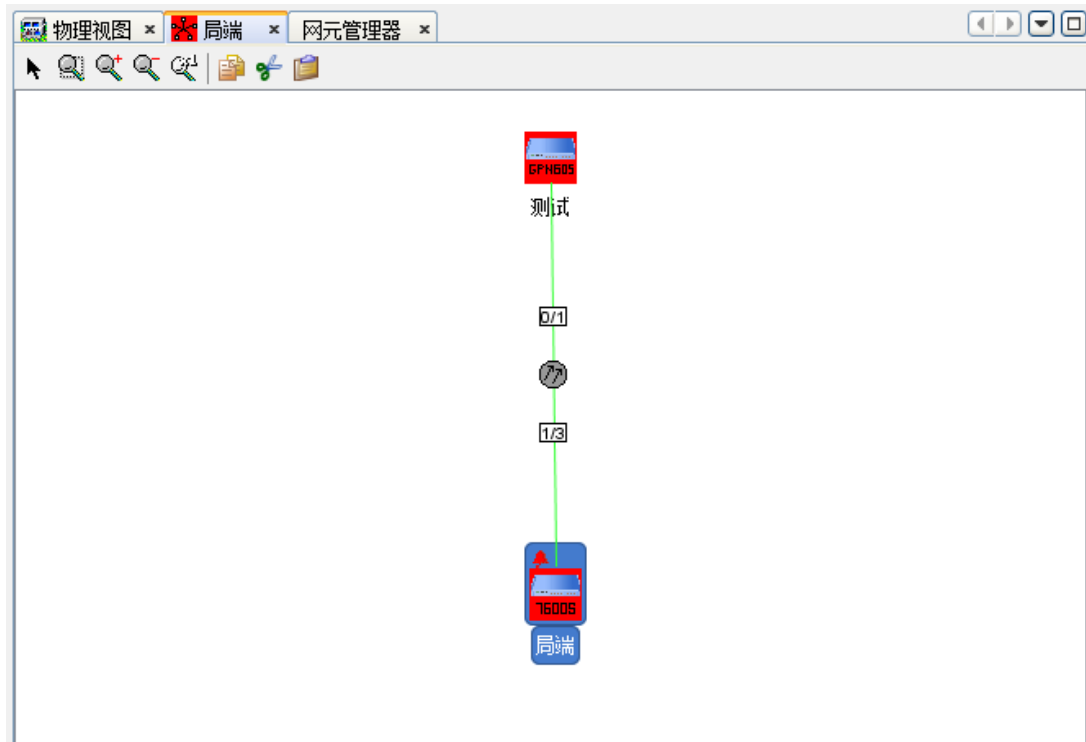 物理视图 × 局端 × 网元管理器 ×
GPN605
测试
0/1
1/3
7600S
局端